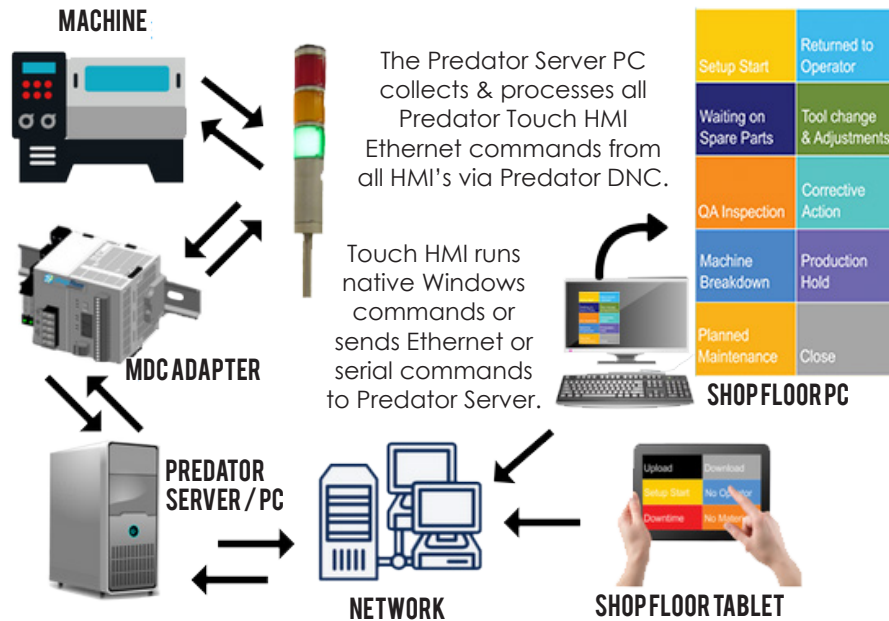 MACHINE
The Predator Server PC
collects & processes all
Predator Touch HMI
Ethernet commands from
all HMI's via Predator DNC.
Setup Start
Returned to
Operator
Waiting on
Spare Parts
Tool change
& Adjustments
QA Inspection
Corrective
Action
Machine
Breakdown
Production
Hold
Planned
Maintenance
Close
Touch HMI runs
native Windows
commands or
sends Ethernet or
serial commands
to Predator Server.
MDC ADAPTER
SHOP FLOOR PC
PREDATOR
SERVER / PC
Upload
Download
Setup Start
No Operator
Downtime
No Material
NETWORK
SHOP FLOOR TABLET